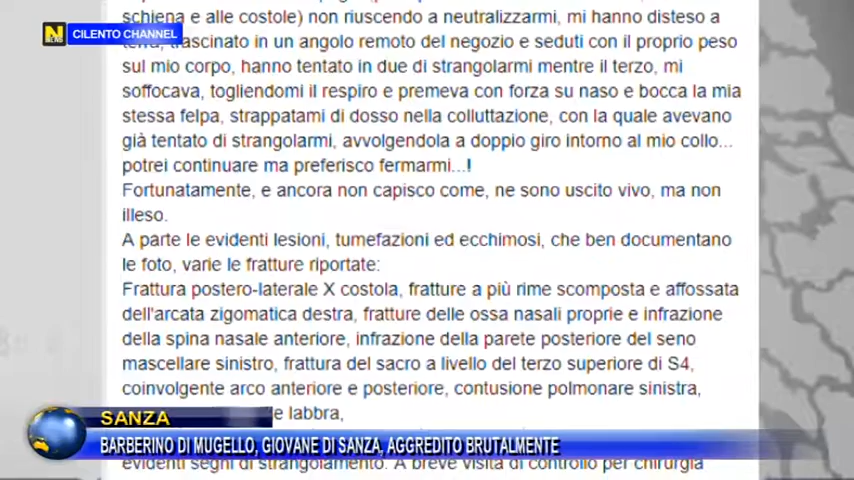 schiena e alle costole) non riuscendo a neutralizzarmi, mi hanno disteso a
N
CILENTO CHANNEL
terra, trascinato in un angolo remoto del negozio e seduti con il proprio peso
sul mio corpo, hanno tentato in due di strangolarmi mentre il terzo, mi
soffocava, togliendomi il respiro e premeva con forza su naso e bocca la mia
stessa felpa, strappatami di dosso nella colluttazione, con la quale avevano
già tentato di strangolarmi, avvolgendola a doppio giro intorno al mio collo...
potrei continuare ma preferisco fermarmi...!
Fortunatamente, e ancora non capisco come, ne sono uscito vivo, ma non
illeso.
A parte le evidenti lesioni, tumefazioni ed ecchimosi, che ben documentano
le foto, varie le fratture riportate:
Frattura postero-laterale X costola, fratture a più rime scomposta e affossata
dell'arcata zigomatica destra, fratture delle ossa nasali proprie e infrazione
della spina nasale anteriore, infrazione della parete posteriore del seno
mascellare sinistro, frattura del sacro a livello del terzo superiore di S4,
coinvolgente arco anteriore e posteriore, contusione polmonare sinistra,
e labbra,
SANZA
BARBERINO DI MUGELLO, GIOVANE DI SANZA, AGGREDITO BRUTALMENTE
evidenti segni di strangolamento. A breve visita di controllo per chirurgia